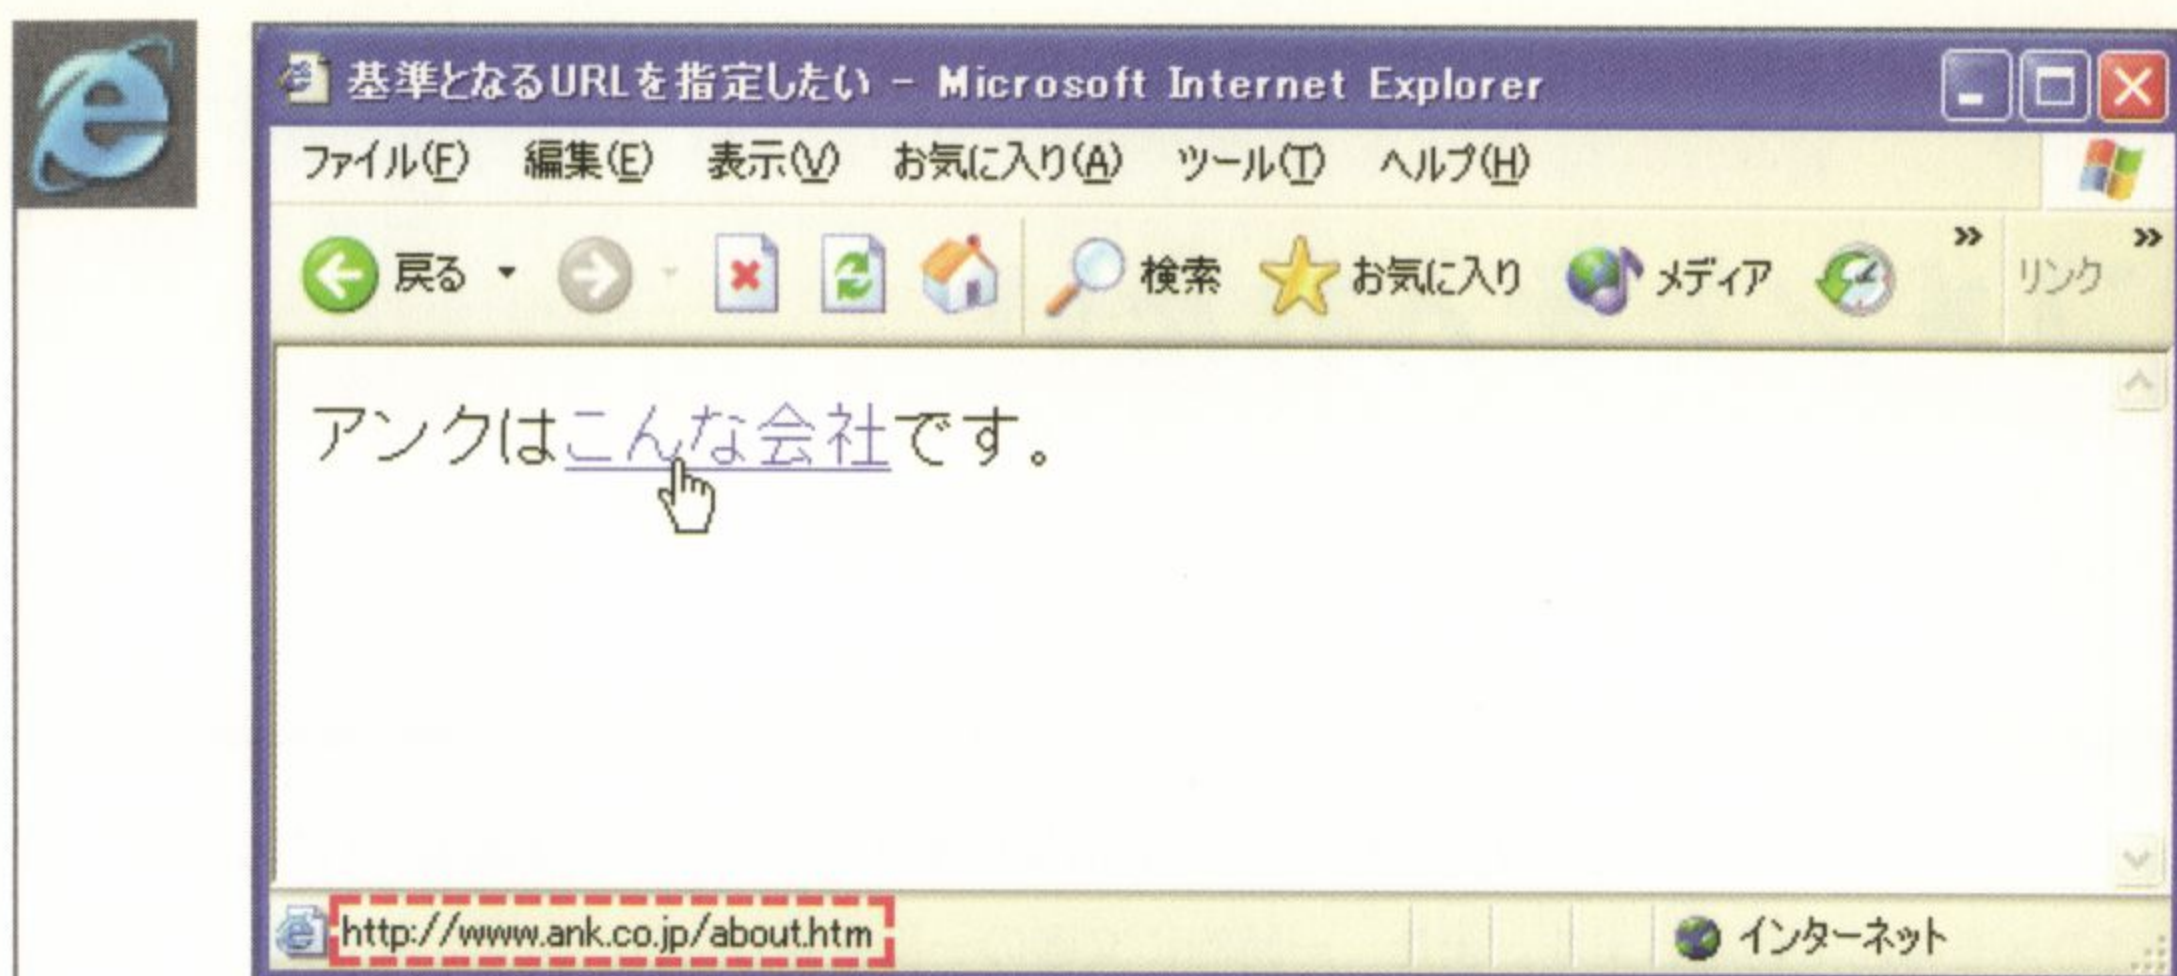 基準となるURLを指定したい - Microsoft Internet Explorer
ファイル(F) 編集(E) 表示(V) お気に入り(A) ツール(T) ヘルプ(H)
戻る 検索 お気に入り メディア » リンク »
アンクはこんな会社です。
http://www.ank.co.jp/about.htm インターネット